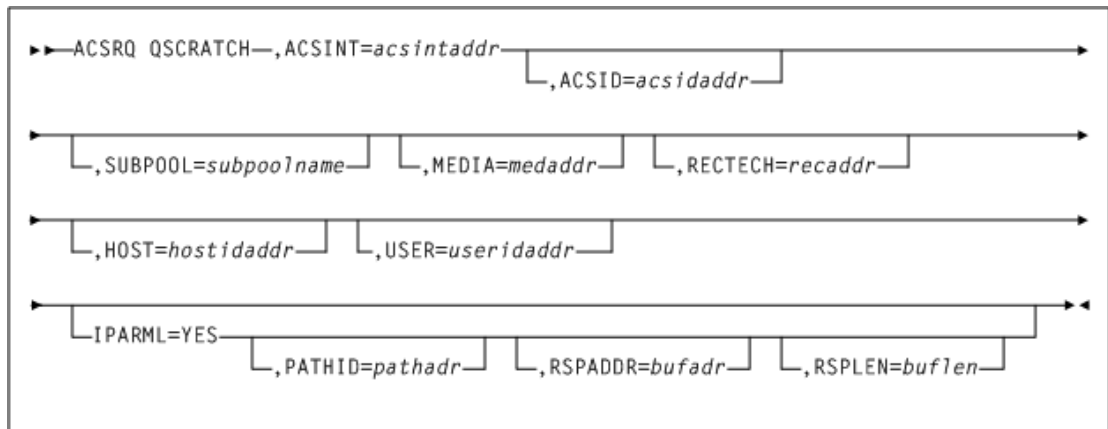 ACSRQ QSCRATCH ,ACSINT=acsintaddr
,ACSID=acsidaddr
,SUBPOOL=subpoolname ,MEDIA=medaddr ,RECTECH=recaddr
,HOST=hostidaddr ,USER=useridaddr
IPARML=YES
,PATHID=pathadr ,RSPADDR=bufadr ,RSPLEN=buflen